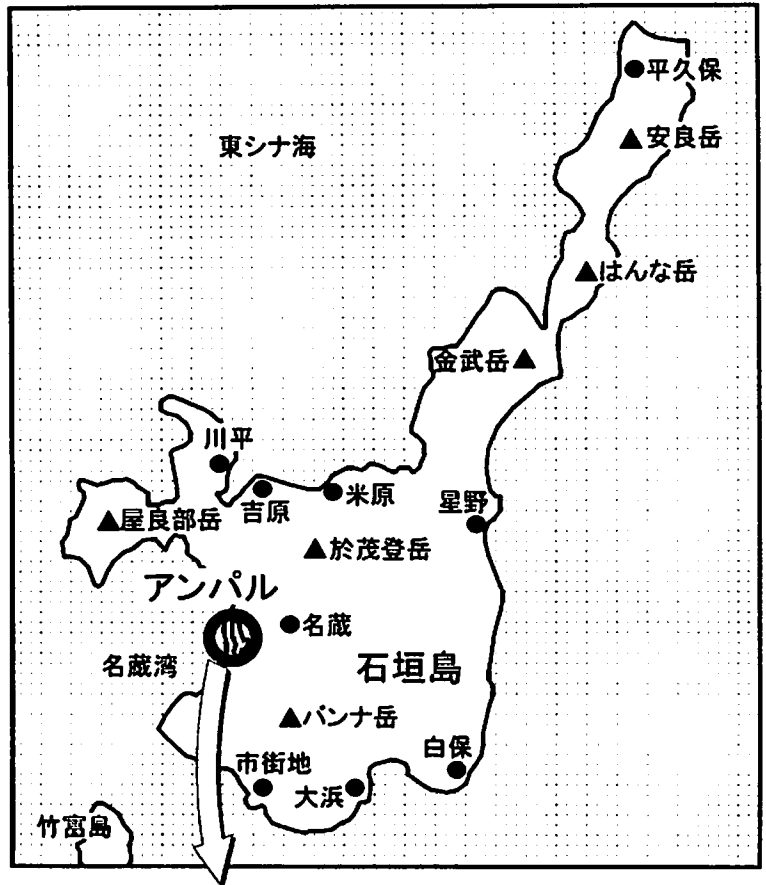 平久保
安良岳
東シナ海
はんな岳
金武岳
川平
吉原
米原
星野
屋良部岳
於茂登岳
アンパル
名蔵
名蔵湾
石垣島
バンナ岳
白保
市街地
大浜
竹富島